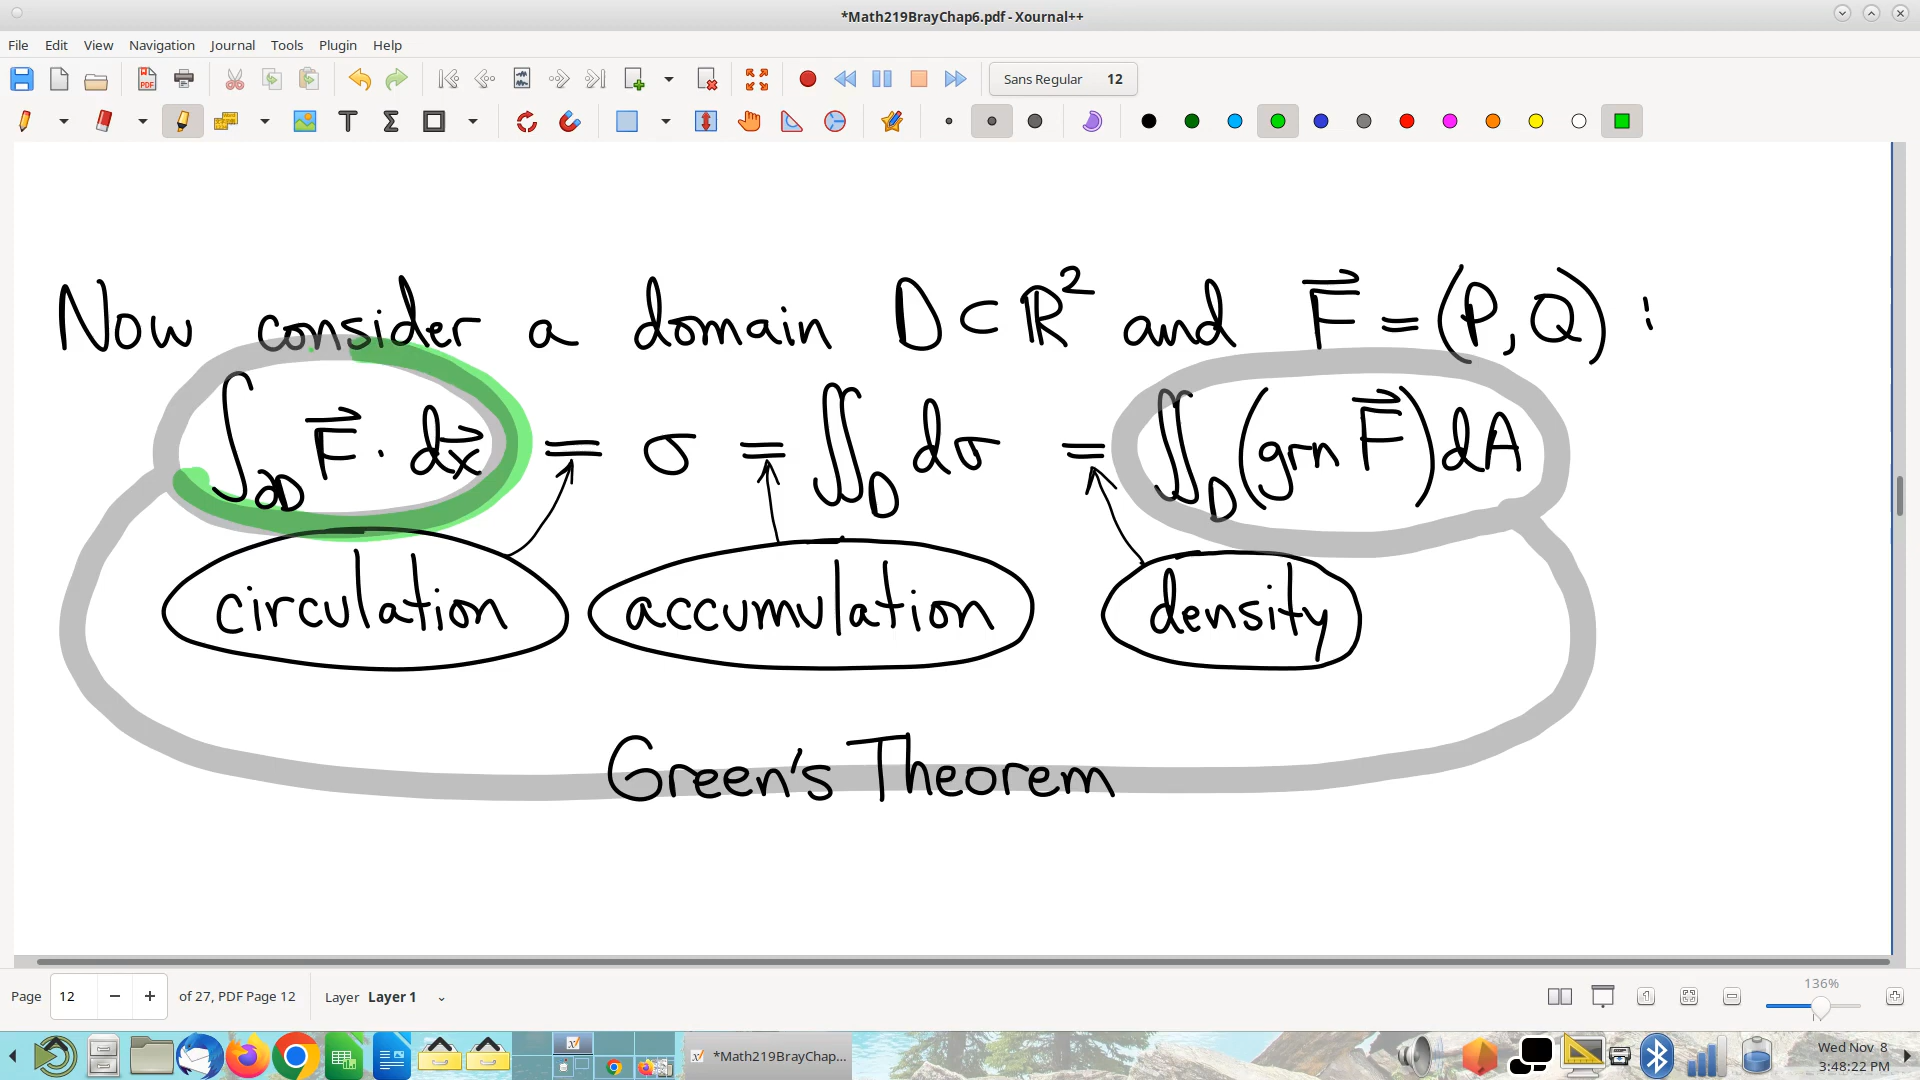 *Math219BrayChap6.pdf - Xournal++
File Edit View Navigation Journal Tools Plugin Help
Sans Regular 12
Now consider a domain D ⊂ ℝ² and F⃗ = (P, Q) :
∫_∂D F⃗ · dx⃗ = σ = ∬_D dσ = ∬_D (grn F⃗) dA
circulation accumulation density
Green's Theorem
Page 12 − + of 27, PDF Page 12 Layer Layer 1 136%
*Math219BrayChap... Wed Nov 8
3:48:22 PM